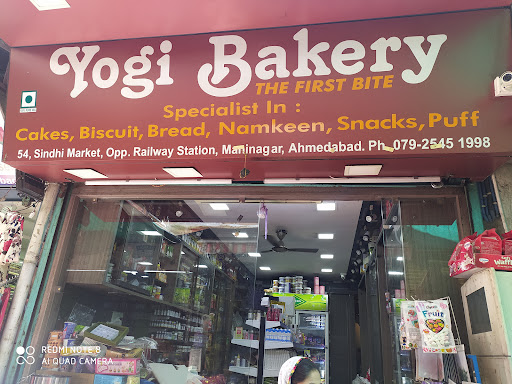 Yogi Bakery
THE FIRST BITE
Specialist In :
Cakes, Biscuit, Bread, Namkeen, Snacks, Puff
54, Sindhi Market, Opp. Railway Station, Maninagar, Ahmedabad. Ph. 079-2545 1998
Fruit
REDMI NOTE 8
AI QUAD CAMERA